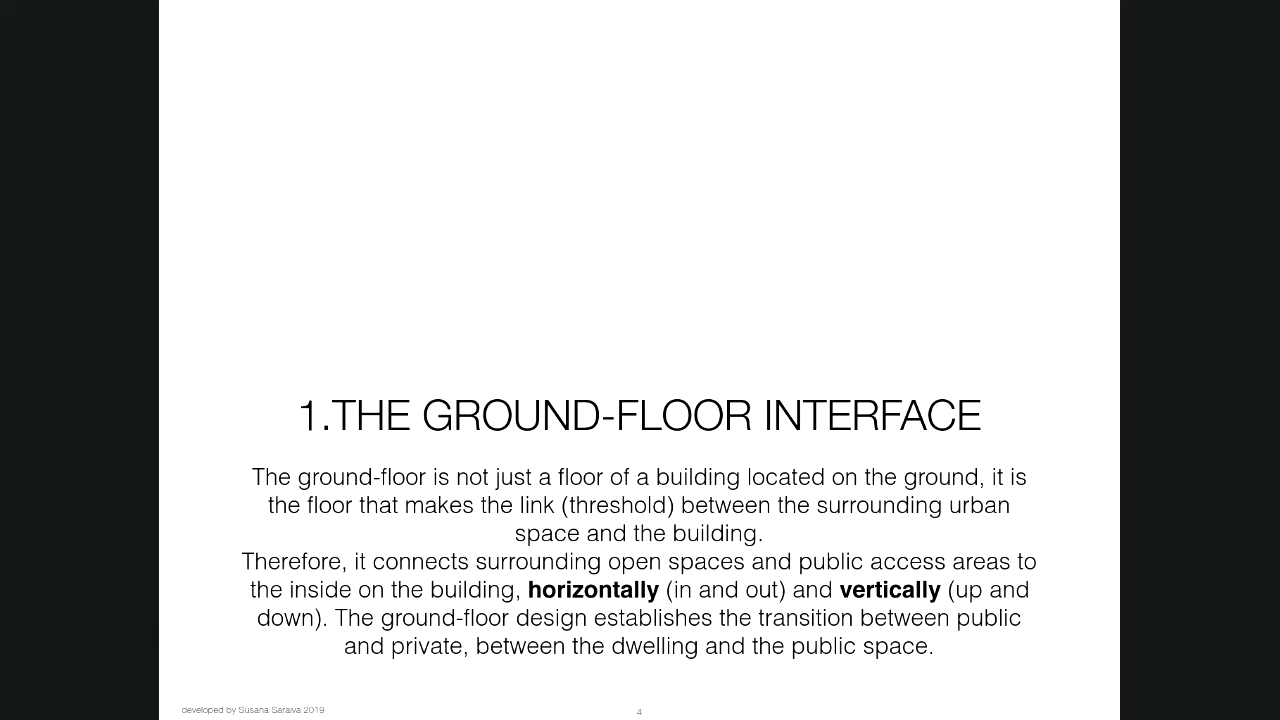 1.THE GROUND-FLOOR INTERFACE
The ground-floor is not just a floor of a building located on the ground, it is
the floor that makes the link (threshold) between the surrounding urban
space and the building.
Therefore, it connects surrounding open spaces and public access areas to
the inside on the building, horizontally (in and out) and vertically (up and
down). The ground-floor design establishes the transition between public
and private, between the dwelling and the public space.
developed by Susana Saraiva 2019
4